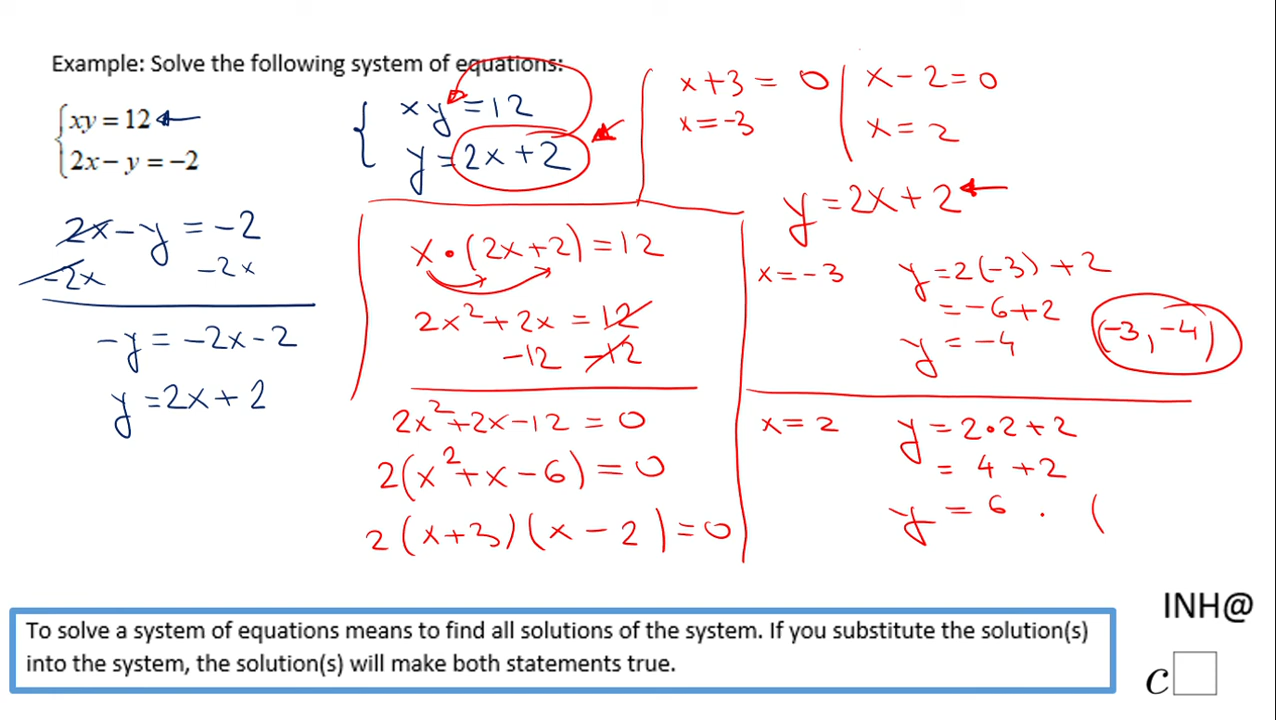 Example: Solve the following system of equations:
xy = 12
2x − y = −2
2x − y = −2
−2x −2x
−y = −2x − 2
y = 2x + 2
xy = 12
y = 2x + 2
x + 3 = 0
x = −3
x − 2 = 0
x = 2
x • (2x + 2) = 12
2x² + 2x = 12
−12 −12
2x² + 2x − 12 = 0
2(x² + x − 6) = 0
2(x + 3)(x − 2) = 0
y = 2x + 2
x = −3 y = 2(−3) + 2
= −6 + 2
y = −4
(−3, −4)
x = 2 y = 2 • 2 + 2
= 4 + 2
y = 6 . (
To solve a system of equations means to find all solutions of the system. If you substitute the solution(s)
into the system, the solution(s) will make both statements true.
INH@
c